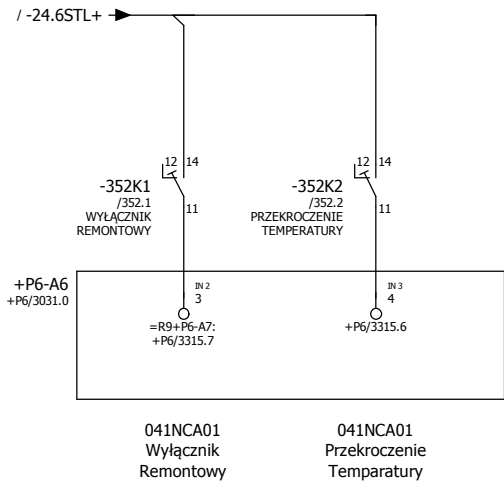 / -24.6STL+
12 14
-352K1
/352.1
WYŁĄCZNIK
REMONTOWY
11
12 14
-352K2
/352.2
PRZEKROCZENIE
TEMPERATURY
11
+P6-A6
+P6/3031.0
IN 2
3
=R9+P6-A7:
+P6/3315.7
IN 3
4
+P6/3315.6
041NCA01
Wyłącznik
Remontowy
041NCA01
Przekroczenie
Temparatury